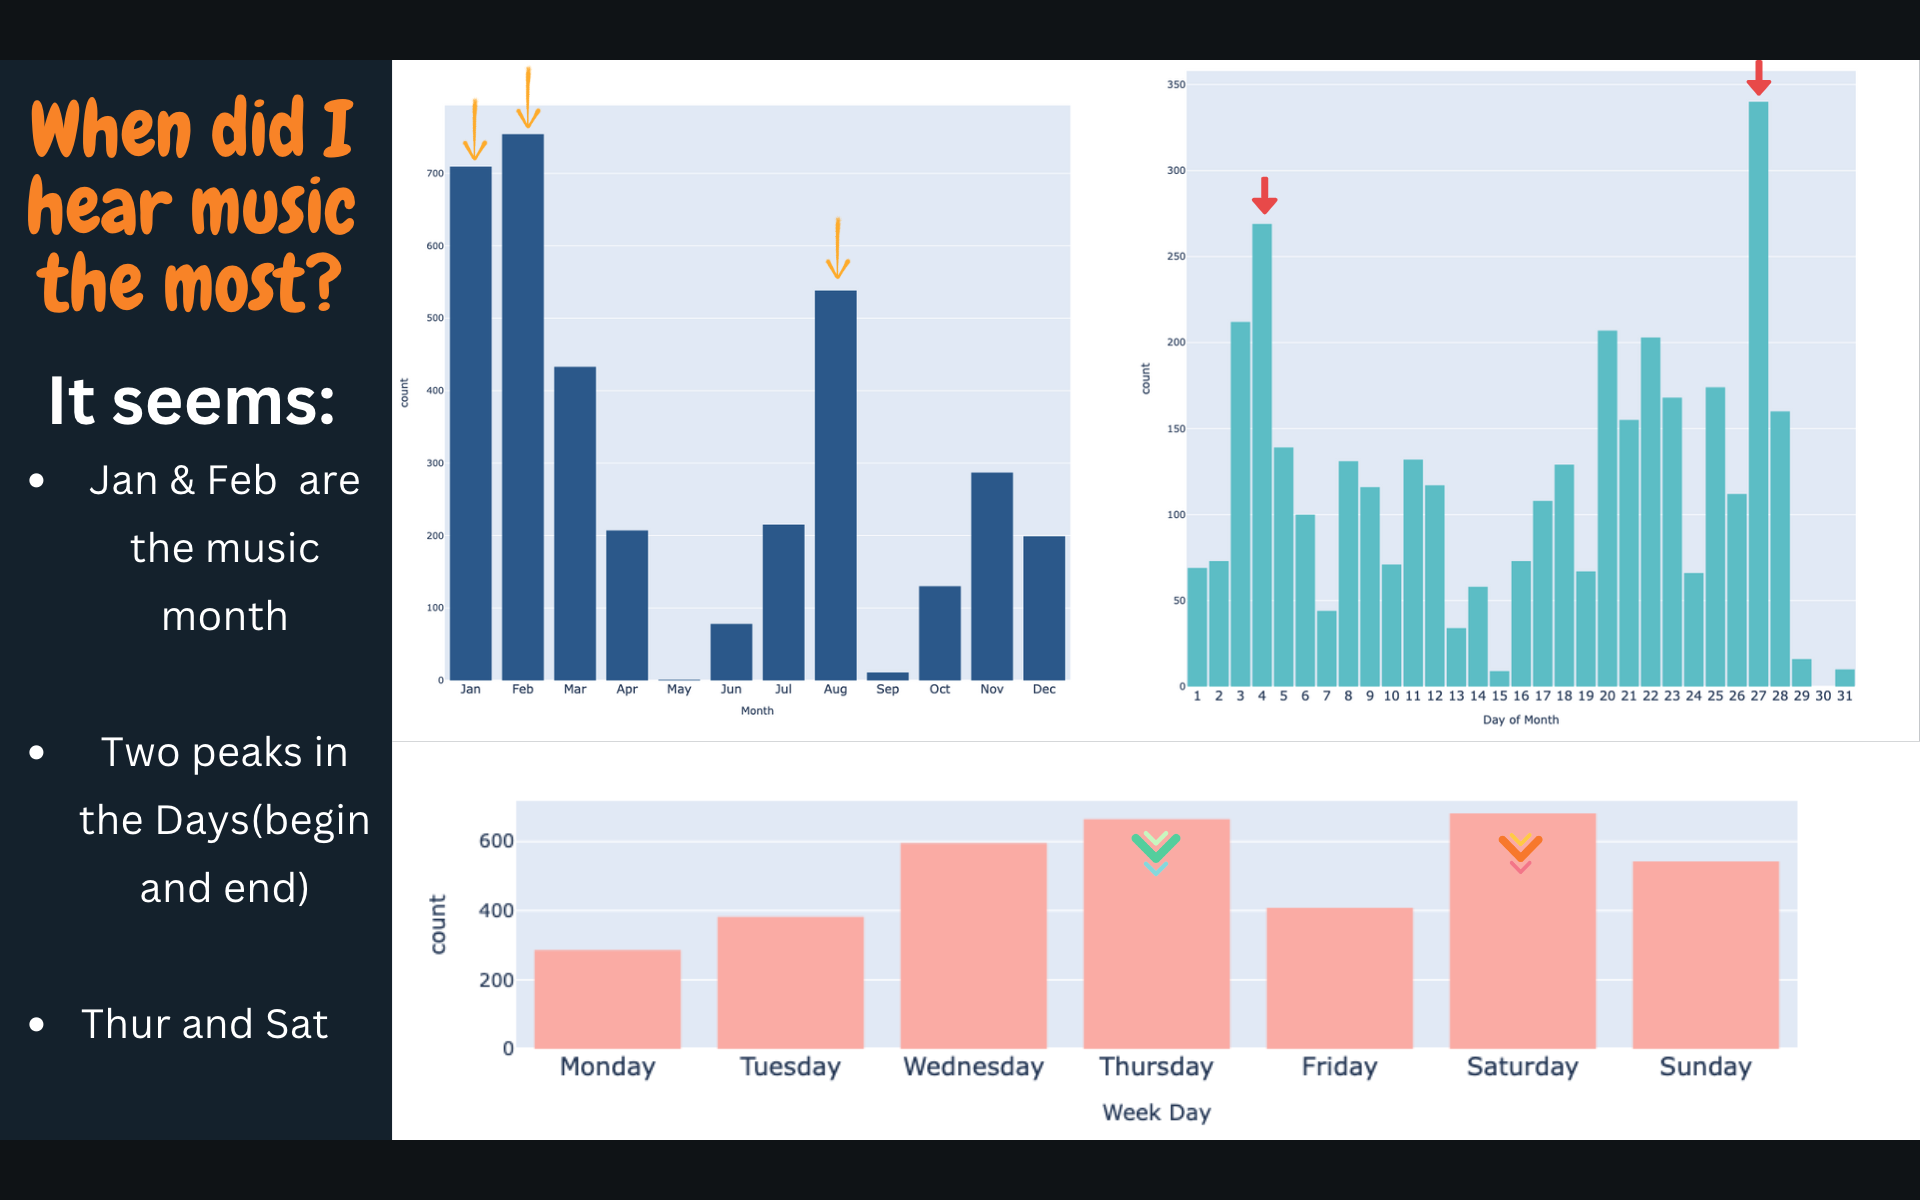 When did I
hear music
the most?
It seems:
• Jan & Feb are
the music
month
• Two peaks in
the Days(begin
and end)
• Thur and Sat
700
600
500
400
300
200
100
0
count
Jan Feb Mar Apr May Jun Jul Aug Sep Oct Nov Dec
Month
350
300
250
200
150
100
50
0
count
1 2 3 4 5 6 7 8 9 10 11 12 13 14 15 16 17 18 19 20 21 22 23 24 25 26 27 28 29 30 31
Day of Month
600
400
200
0
count
Monday Tuesday Wednesday Thursday Friday Saturday Sunday
Week Day